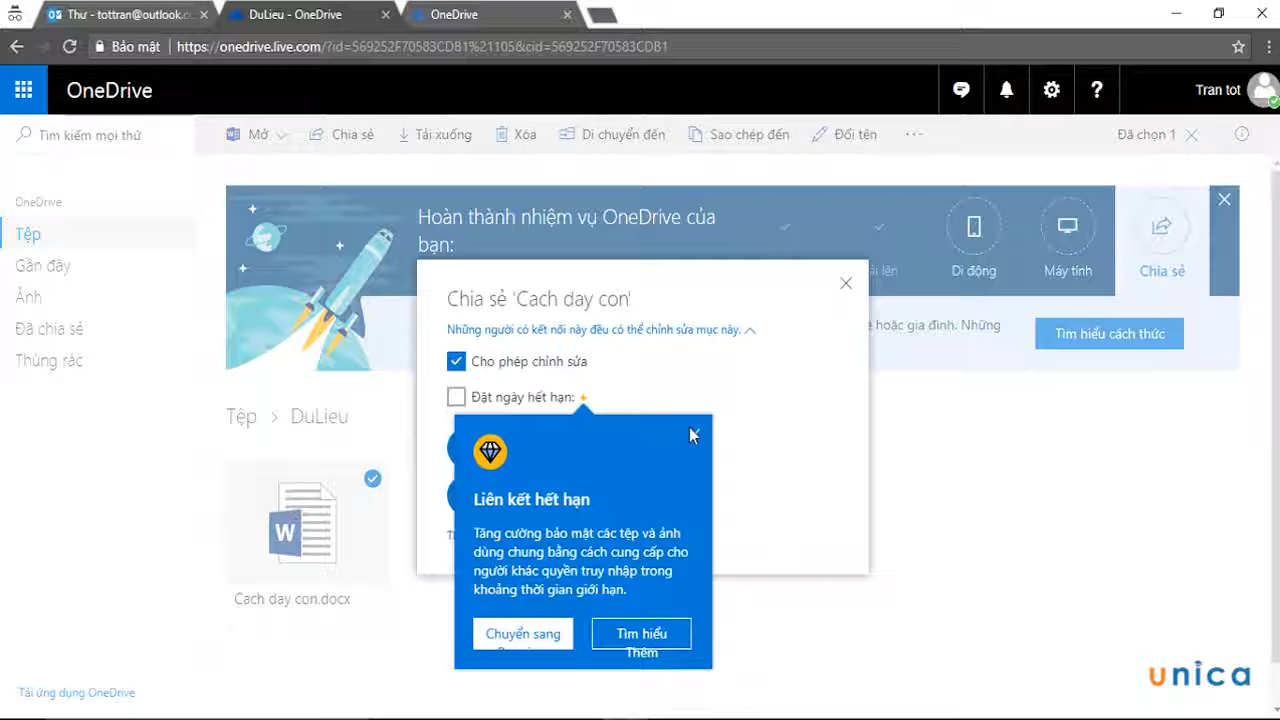 Thư - tottran@outlook.co
DuLieu - OneDrive
OneDrive
Bảo mật
https://onedrive.live.com/?id=569252F70583CDB1%21105&cid=569252F70583CDB1
OneDrive
Tran tot
Tìm kiếm mọi thứ
Mở
Chia sẻ
Tải xuống
Xóa
Di chuyển đến
Sao chép đến
Đổi tên
Đã chọn 1
OneDrive
Tệp
Gần đây
Ảnh
Đã chia sẻ
Thùng rác
Hoàn thành nhiệm vụ OneDrive của
bạn:
ải lên
Di động
Máy tính
Chia sẻ
hoặc gia đình. Những
Tìm hiểu cách thức
Chia sẻ 'Cach day con'
Những người có kết nối này đều có thể chỉnh sửa mục này.
Cho phép chỉnh sửa
Đặt ngày hết hạn:
Tệp > DuLieu
Liên kết hết hạn
Tăng cường bảo mật các tệp và ảnh
dùng chung bằng cách cung cấp cho
người khác quyền truy nhập trong
khoảng thời gian giới hạn.
Chuyển sang
Tìm hiểu
Thêm
W
Cach day con.docx
Tải ứng dụng OneDrive
unica